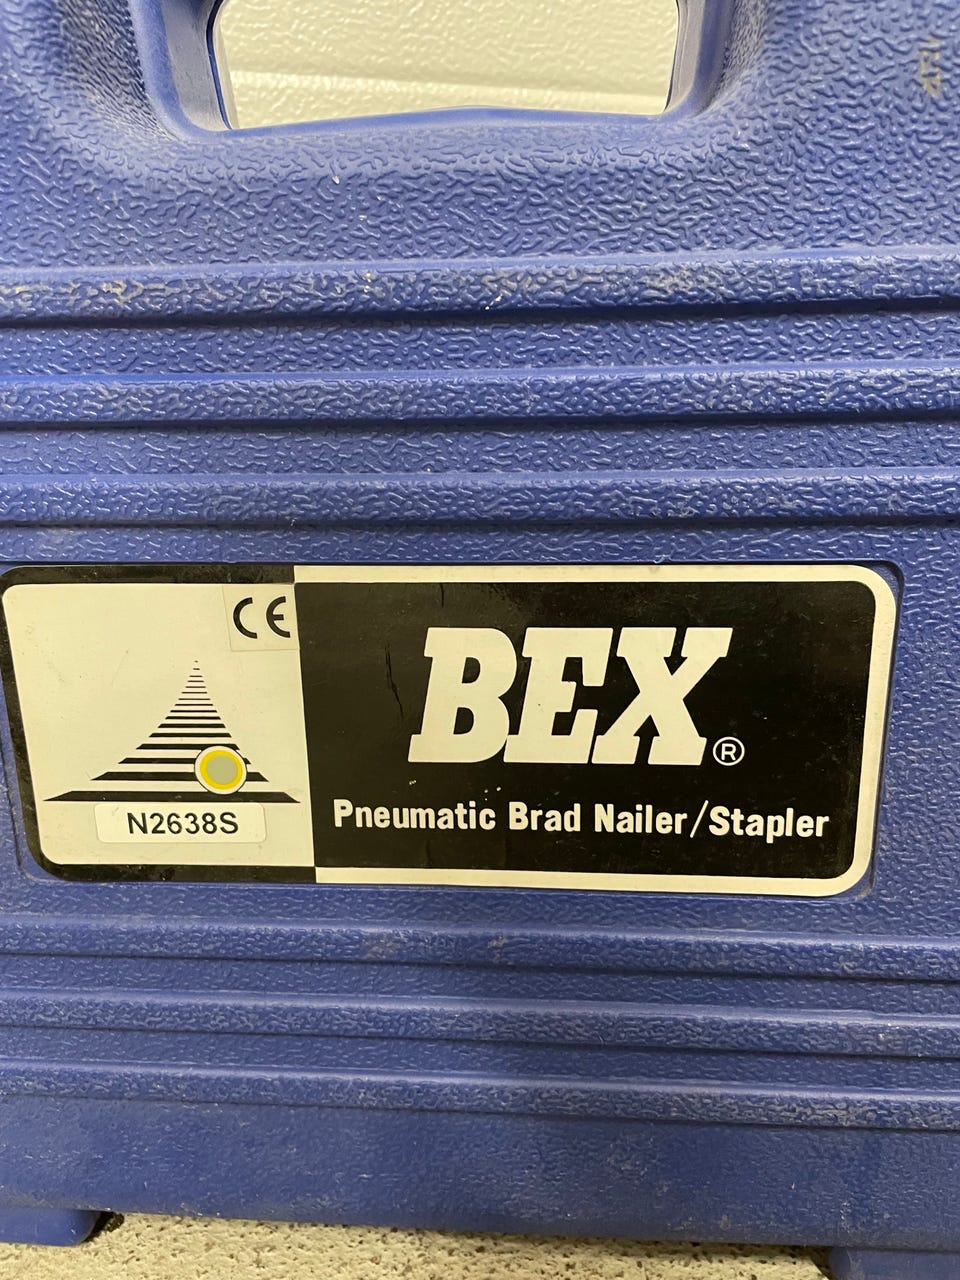 CE
BEX®
Pneumatic Brad Nailer/Stapler
N2638S